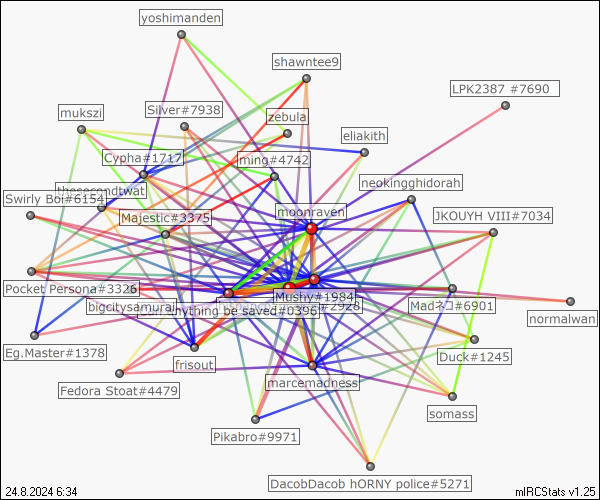 yoshimanden
shawntee9
LPK2387 #7690
mukszi
Silver#7938
zebula
eliakith
Cypha#1717
ming#4742
neokingghidorah
thesecondtwat
Swirly Boi#6154
Majestic#3375
moonraven
JKOUYH VIII#7034
Pocket Persona#3326
Mushy#1984
bigcitysamurai
anything be saved#0396
#2928
Madネコ#6901
normalwan
Eg.Master#1378
frisout
Duck#1245
Fedora Stoat#4479
marcemadness
somass
Pikabro#9971
DacobDacob hORNY police#5271
24.8.2024 6:34
mIRCStats v1.25